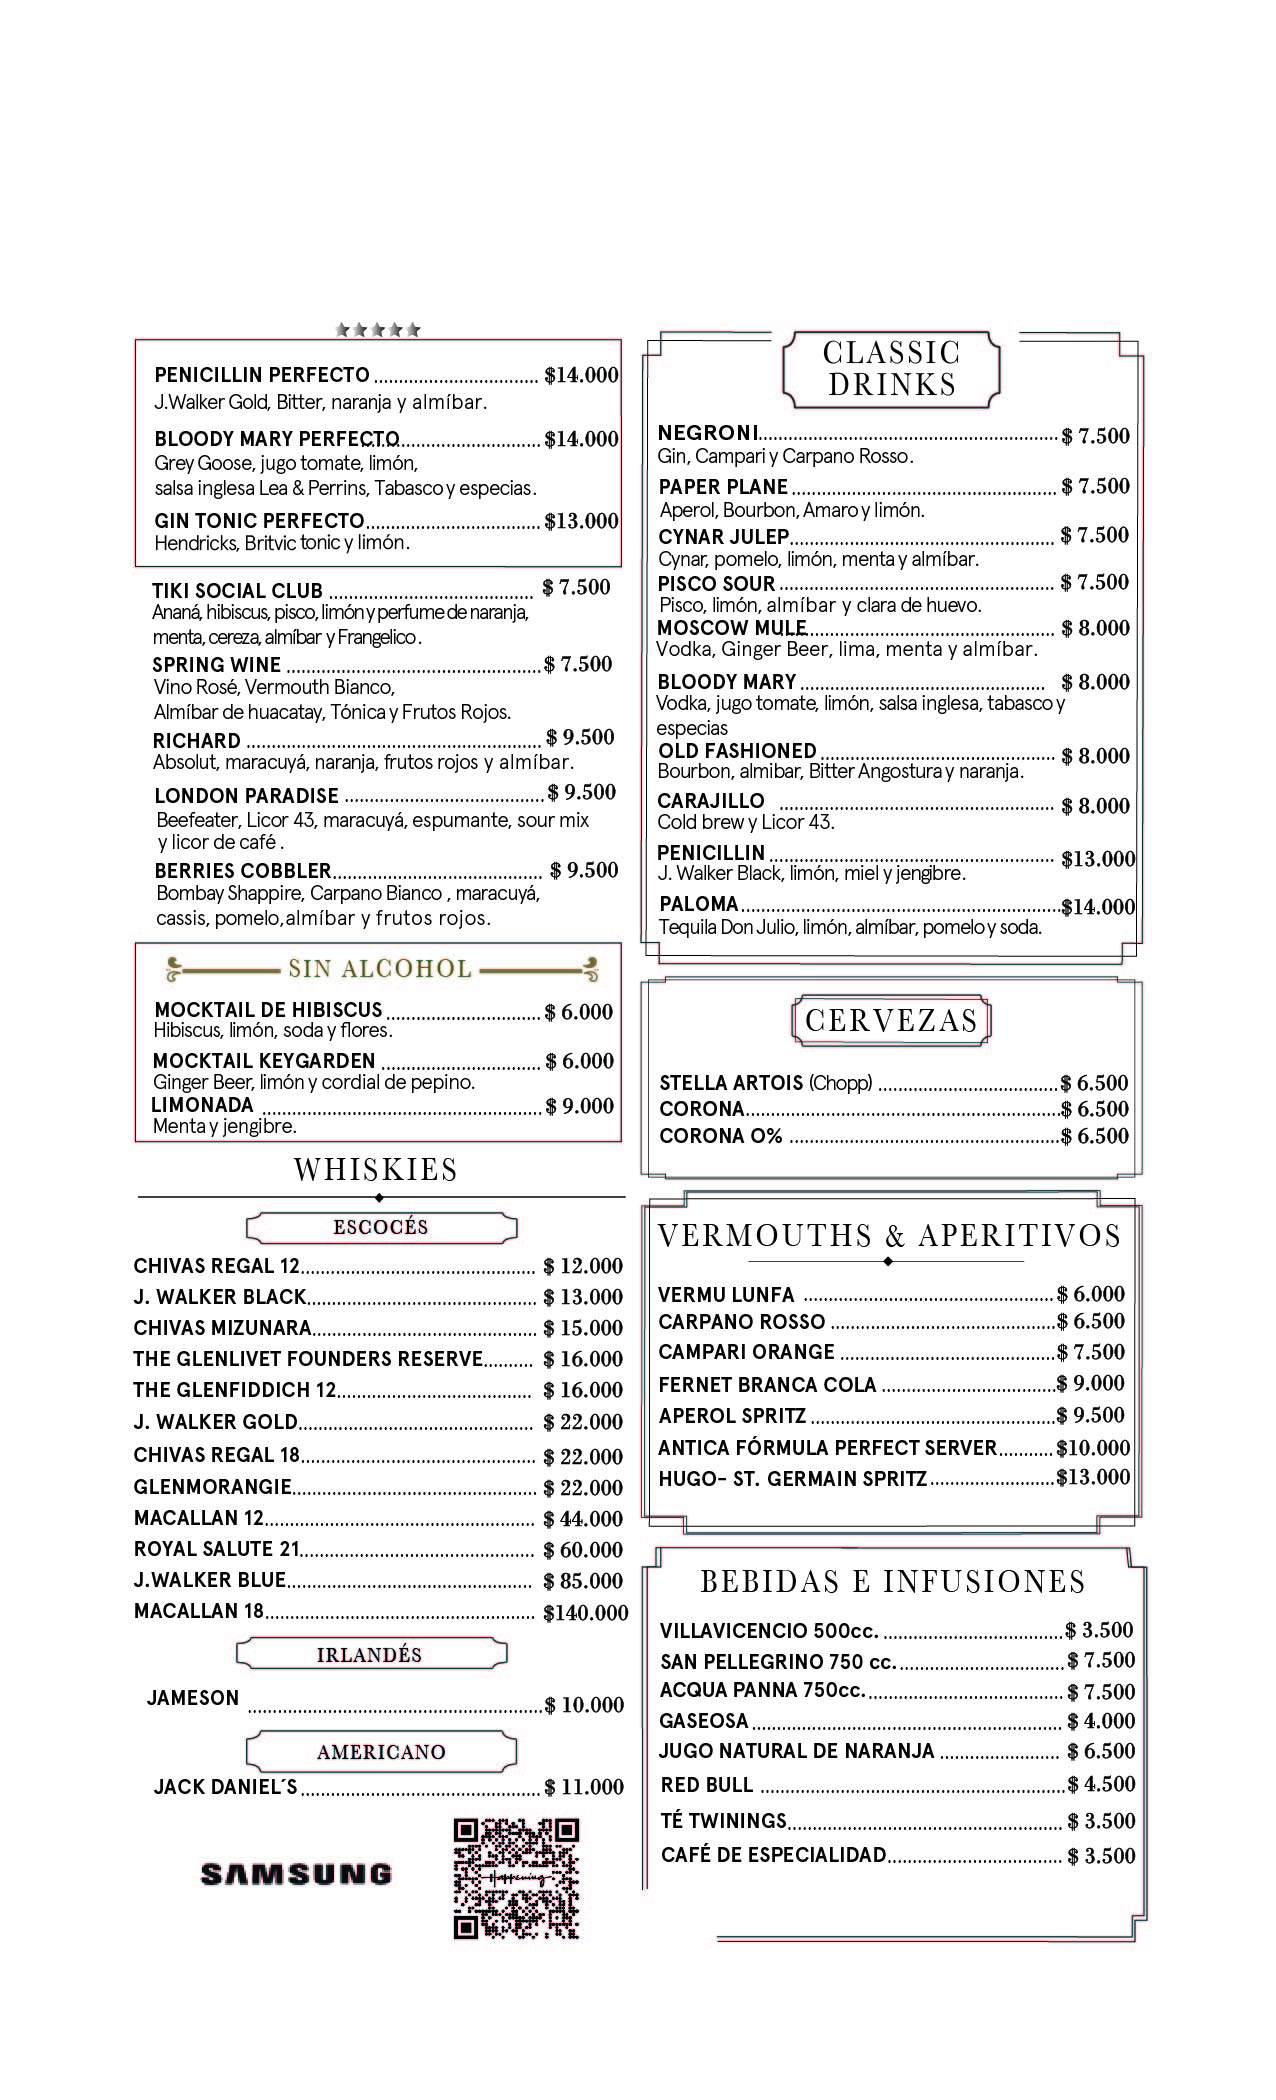 PENICILLIN PERFECTO ................................. $14.000
J.Walker Gold, Bitter, naranja y almíbar.
BLOODY MARY PERFECTO ............................ $14.000
Grey Goose, jugo tomate, limón,
salsa inglesa Lea & Perrins, Tabasco y especias.
GIN TONIC PERFECTO ................................... $13.000
Hendricks, Britvic tonic y limón.
TIKI SOCIAL CLUB ......................................... $ 7.500
Ananá, hibiscus, pisco, limón y perfume de naranja,
menta, cereza, almíbar y Frangelico.
SPRING WINE ................................................... $ 7.500
Vino Rosé, Vermouth Bianco,
Almíbar de huacatay, Tónica y Frutos Rojos.
RICHARD ........................................................... $ 9.500
Absolut, maracuyá, naranja, frutos rojos y almíbar.
LONDON PARADISE ........................................ $ 9.500
Beefeater, Licor 43, maracuyá, espumante, sour mix
y licor de café .
BERRIES COBBLER .......................................... $ 9.500
Bombay Shappire, Carpano Bianco , maracuyá,
cassis, pomelo, almíbar y frutos rojos.
SIN ALCOHOL
MOCKTAIL DE HIBISCUS ............................... $ 6.000
Hibiscus, limón, soda y flores.
MOCKTAIL KEYGARDEN ................................ $ 6.000
Ginger Beer, limón y cordial de pepino.
LIMONADA ........................................................ $ 9.000
Menta y jengibre.
WHISKIES
ESCOCÉS
CHIVAS REGAL 12 ............................................... $ 12.000
J. WALKER BLACK .............................................. $ 13.000
CHIVAS MIZUNARA ............................................. $ 15.000
THE GLENLIVET FOUNDERS RESERVE .......... $ 16.000
THE GLENFIDDICH 12 ....................................... $ 16.000
J. WALKER GOLD ............................................... $ 22.000
CHIVAS REGAL 18 ............................................... $ 22.000
GLENMORANGIE ................................................. $ 22.000
MACALLAN 12 ...................................................... $ 44.000
ROYAL SALUTE 21 ............................................... $ 60.000
J.WALKER BLUE ................................................. $ 85.000
MACALLAN 18 ...................................................... $140.000
IRLANDÉS
JAMESON ........................................................... $ 10.000
AMERICANO
JACK DANIEL´S ................................................ $ 11.000
SAMSUNG
Happening
CLASSIC
DRINKS
NEGRONI ............................................................ $ 7.500
Gin, Campari y Carpano Rosso.
PAPER PLANE ..................................................... $ 7.500
Aperol, Bourbon, Amaro y limón.
CYNAR JULEP ..................................................... $ 7.500
Cynar, pomelo, limón, menta y almíbar.
PISCO SOUR ....................................................... $ 7.500
Pisco, limón, almíbar y clara de huevo.
MOSCOW MULE .................................................. $ 8.000
Vodka, Ginger Beer, lima, menta y almíbar.
BLOODY MARY ................................................. $ 8.000
Vodka, jugo tomate, limón, salsa inglesa, tabasco y
especias
OLD FASHIONED ............................................... $ 8.000
Bourbon, almibar, Bitter Angostura y naranja.
CARAJILLO ....................................................... $ 8.000
Cold brew y Licor 43.
PENICILLIN ......................................................... $13.000
J. Walker Black, limón, miel y jengibre.
PALOMA ................................................................ $14.000
Tequila Don Julio, limón, almíbar, pomelo y soda.
CERVEZAS
STELLA ARTOIS (Chopp) .................................... $ 6.500
CORONA ............................................................... $ 6.500
CORONA 0% ...................................................... $ 6.500
VERMOUTHS & APERITIVOS
VERMU LUNFA .................................................. $ 6.000
CARPANO ROSSO ............................................. $ 6.500
CAMPARI ORANGE ........................................... $ 7.500
FERNET BRANCA COLA ................................... $ 9.000
APEROL SPRITZ ................................................. $ 9.500
ANTICA FÓRMULA PERFECT SERVER ........... $10.000
HUGO- ST. GERMAIN SPRITZ ......................... $13.000
BEBIDAS E INFUSIONES
VILLAVICENCIO 500cc. .................................... $ 3.500
SAN PELLEGRINO 750 cc. ................................. $ 7.500
ACQUA PANNA 750cc. ....................................... $ 7.500
GASEOSA .............................................................. $ 4.000
JUGO NATURAL DE NARANJA ........................ $ 6.500
RED BULL ............................................................. $ 4.500
TÉ TWININGS ....................................................... $ 3.500
CAFÉ DE ESPECIALIDAD ................................... $ 3.500